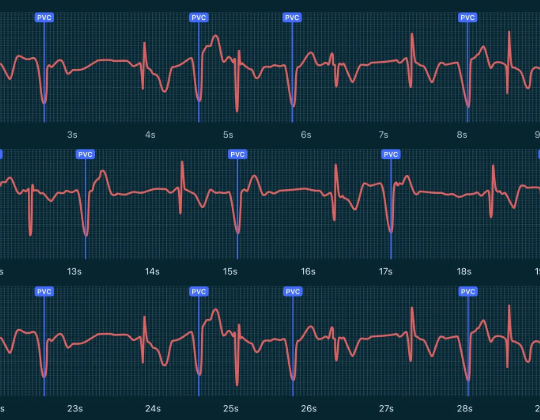 PVC PVC PVC PVC
3s 4s 5s 6s 7s 8s 9
PVC PVC PVC
s 13s 14s 15s 16s 17s 18s 19s
PVC PVC PVC PVC
s 23s 24s 25s 26s 27s 28s 2